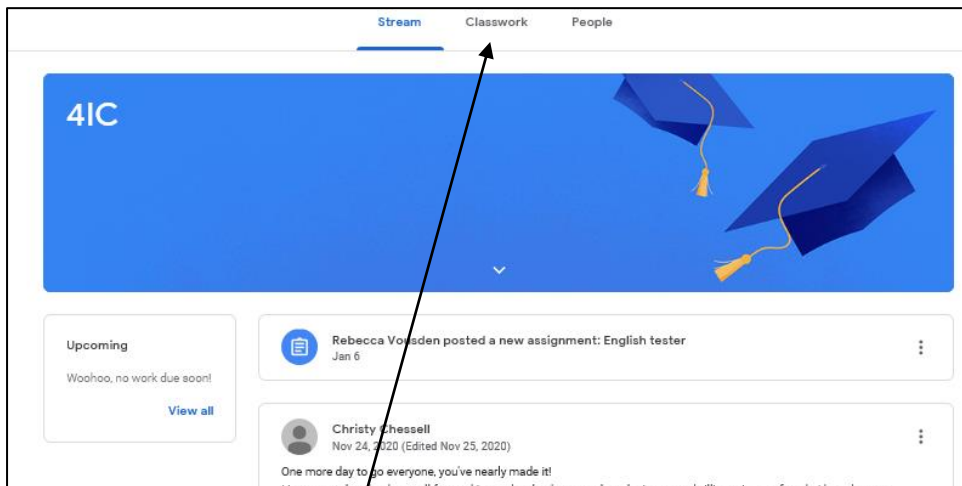 Stream Classwork People
4IC
Upcoming
Woohoo, no work due soon!
View all
Rebecca Vousden posted a new assignment: English tester
Jan 6
Christy Chessell
Nov 24, 2020 (Edited Nov 25, 2020)
One more day to go everyone, you've nearly made it!